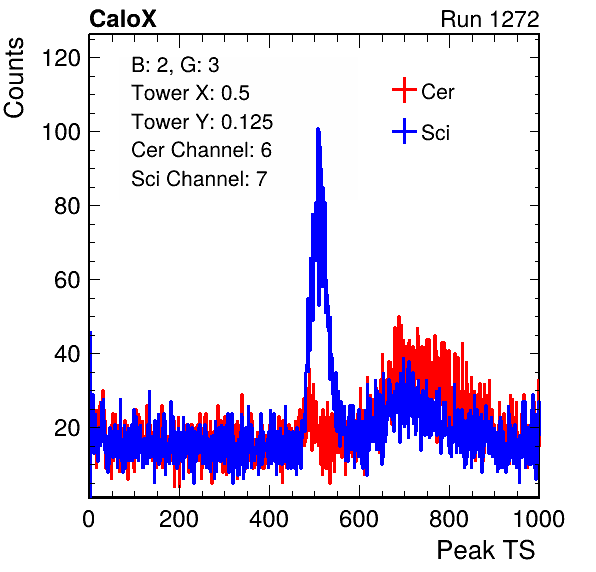 CaloX Run 1272
Counts
120
100
80
60
40
20
B: 2, G: 3
Tower X: 0.5
Tower Y: 0.125
Cer Channel: 6
Sci Channel: 7
Cer
Sci
0 200 400 600 800 1000
Peak TS